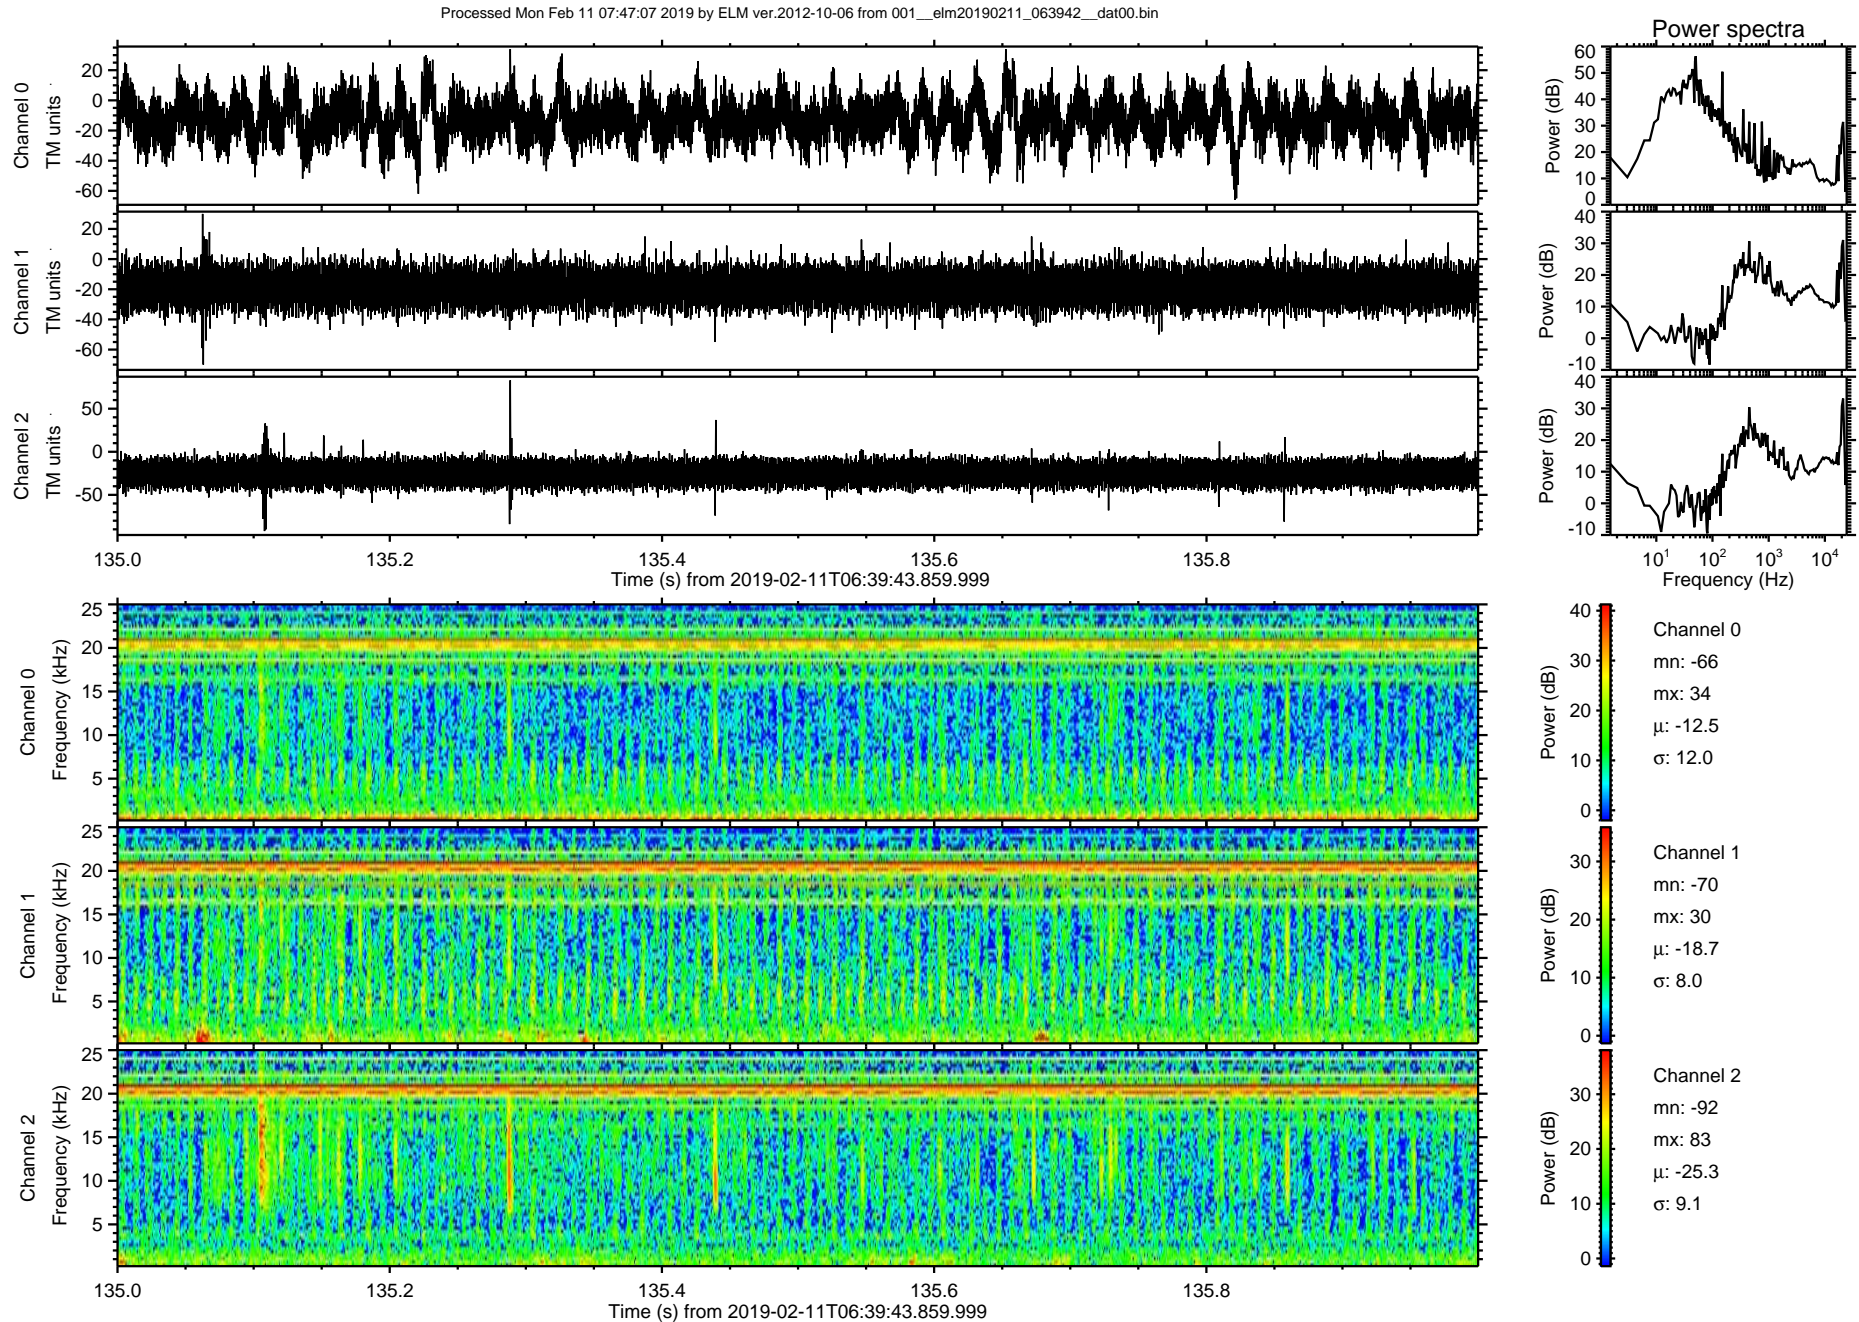 Processed Mon Feb 11 07:47:07 2019 by ELM ver.2012-10-06 from 001__elm20190211_063942__dat00.bin
Power spectra
Channel 0
TM units
20
0
-20
-40
-60
Power (dB)
60
50
40
30
20
10
0
Channel 1
TM units
20
0
-20
-40
-60
Power (dB)
40
30
20
10
0
-10
Channel 2
TM units
50
0
-50
Power (dB)
40
30
20
10
0
-10
135.0 135.2 135.4 135.6 135.8
Time (s) from 2019-02-11T06:39:43.859.999
10¹ 10² 10³ 10⁴
Frequency (Hz)
Channel 0
Frequency (kHz)
25
20
15
10
5
Power (dB)
40
30
20
10
0
Channel 0
mn: -66
mx: 34
μ: -12.5
σ: 12.0
Channel 1
Frequency (kHz)
25
20
15
10
5
Power (dB)
30
20
10
0
Channel 1
mn: -70
mx: 30
μ: -18.7
σ: 8.0
Channel 2
Frequency (kHz)
25
20
15
10
5
Power (dB)
30
20
10
0
Channel 2
mn: -92
mx: 83
μ: -25.3
σ: 9.1
135.0 135.2 135.4 135.6 135.8
Time (s) from 2019-02-11T06:39:43.859.999